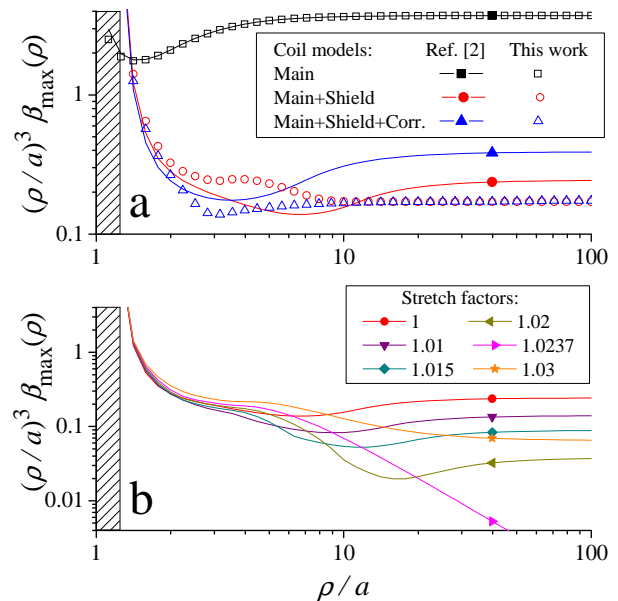 (ρ / a)³ βmax(ρ)
1
0.1
Coil models: Ref. [2] This work
Main
Main+Shield
Main+Shield+Corr.
a
1 10 100
(ρ / a)³ βmax(ρ)
1
0.1
0.01
Stretch factors:
1 1.02
1.01 1.0237
1.015 1.03
b
1 10 100
ρ / a